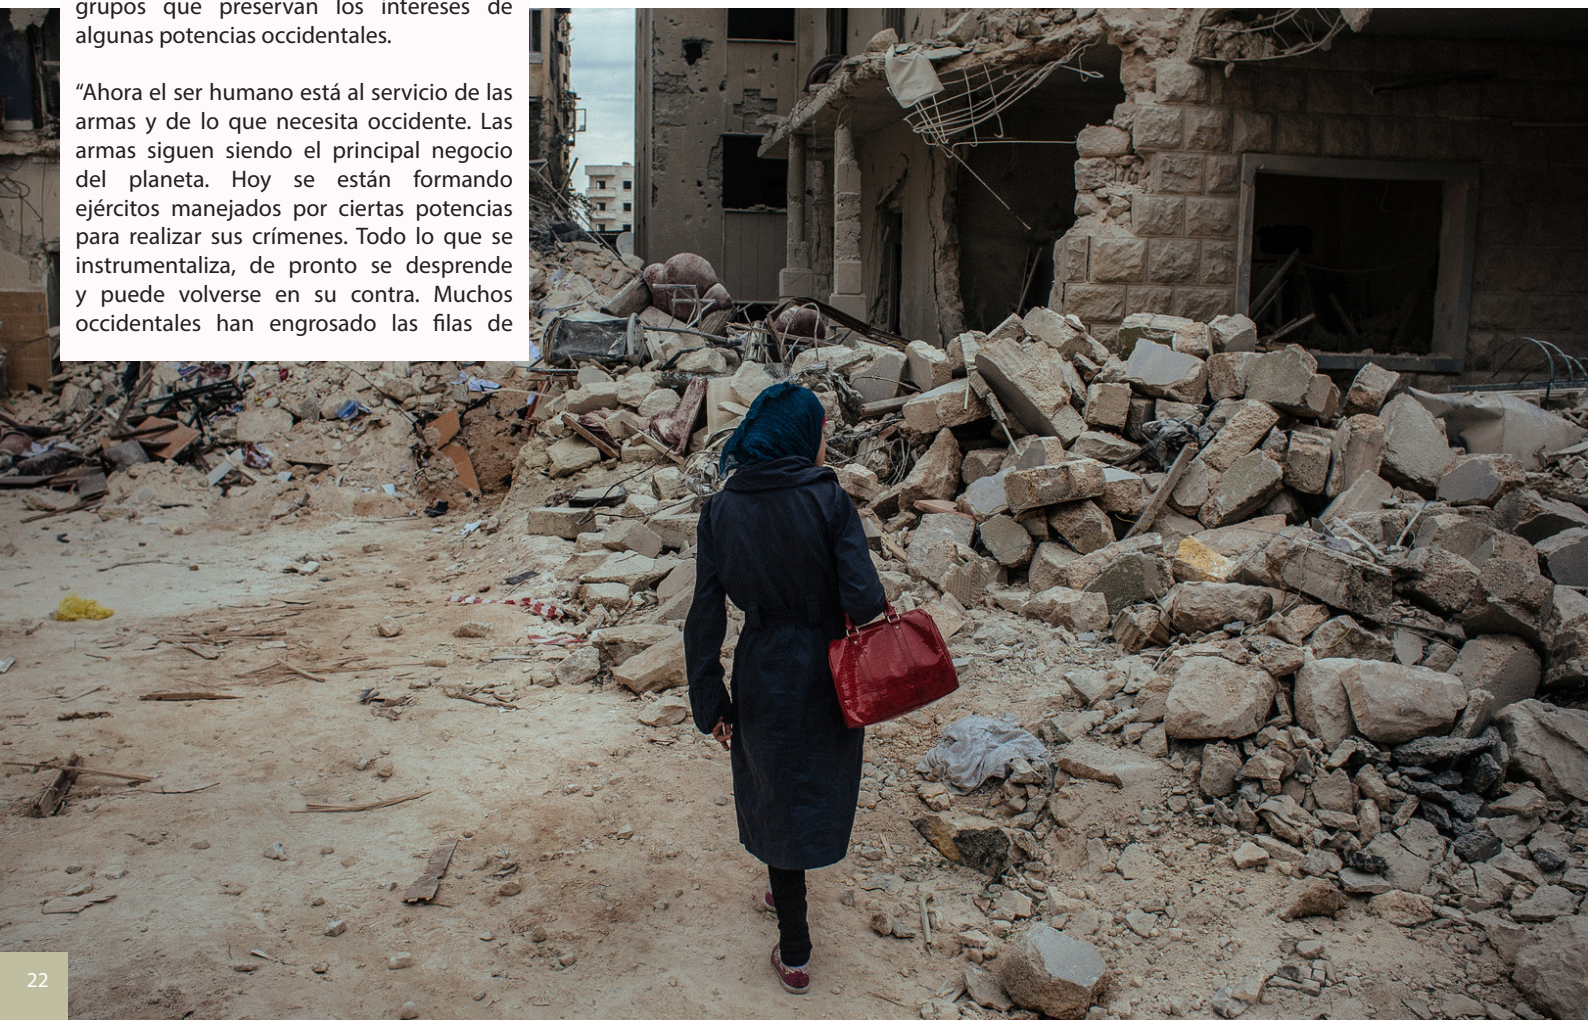 grupos que preservan los intereses de
algunas potencias occidentales.
“Ahora el ser humano está al servicio de las
armas y de lo que necesita occidente. Las
armas siguen siendo el principal negocio
del planeta. Hoy se están formando
ejércitos manejados por ciertas potencias
para realizar sus crímenes. Todo lo que se
instrumentaliza, de pronto se desprende
y puede volverse en su contra. Muchos
occidentales han engrosado las filas de
22